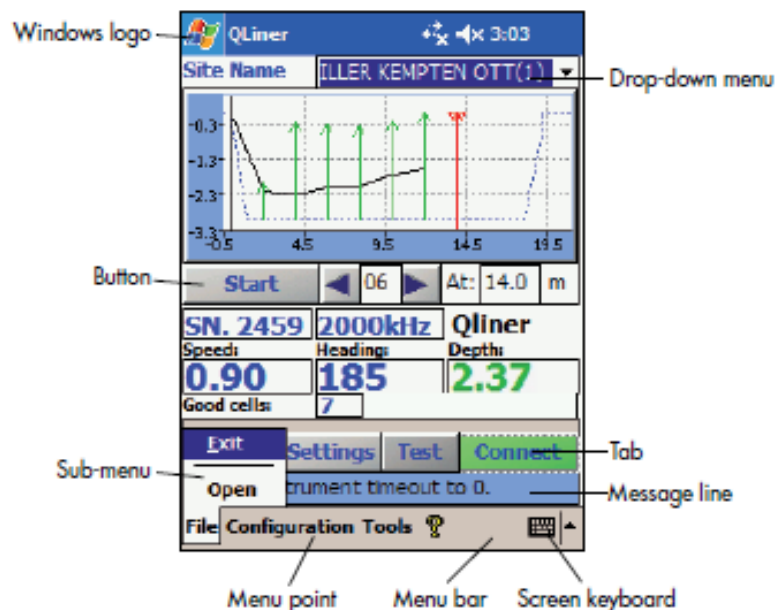 Windows logo
QLiner 3:03
Site Name ILLER KEMPTEN OTT(1)
Drop-down menu
-0.3
-1.3
-2.3
-3.3
-0.5 4.5 9.5 14.5 19.5
Button
Start 06 At: 14.0 m
SN. 2459 2000kHz Qliner
Speed: Heading: Depth:
0.90 185 2.37
Good cells: 7
Exit Settings Test Connect
Tab
Sub-menu
Open trument timeout to 0.
Message line
File Configuration Tools
Menu point Menu bar Screen keyboard